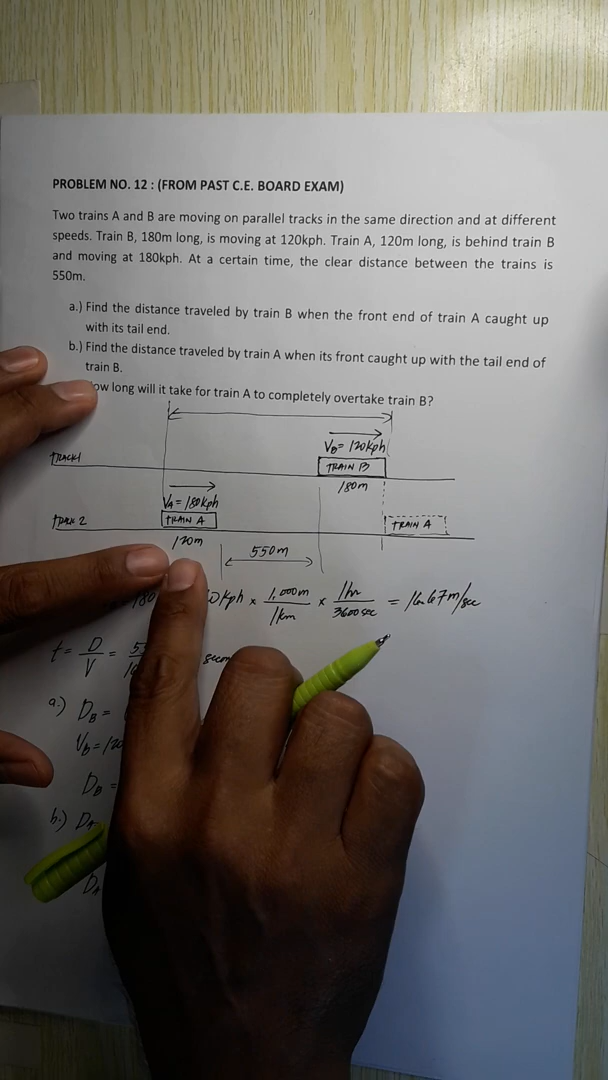 PROBLEM NO. 12 : (FROM PAST C.E. BOARD EXAM)
Two trains A and B are moving on parallel tracks in the same direction and at different
speeds. Train B, 180m long, is moving at 120kph. Train A, 120m long, is behind train B
and moving at 180kph. At a certain time, the clear distance between the trains is
550m.
a.) Find the distance traveled by train B when the front end of train A caught up
with its tail end.
b.) Find the distance traveled by train A when its front caught up with the tail end of
train B.
long will it take for train A to completely overtake train B?
VB= 120kph
TRACK1
TRAIN B
180m
VA= 180kph
TRACK 2
TRAIN A
TRAIN A
120m
550m
kph × 1,000m/1km × 1hr/3600sec = 16.67m/sec
t= D/V =
a.) DB =
VB=
DB =
b.) DA
DA